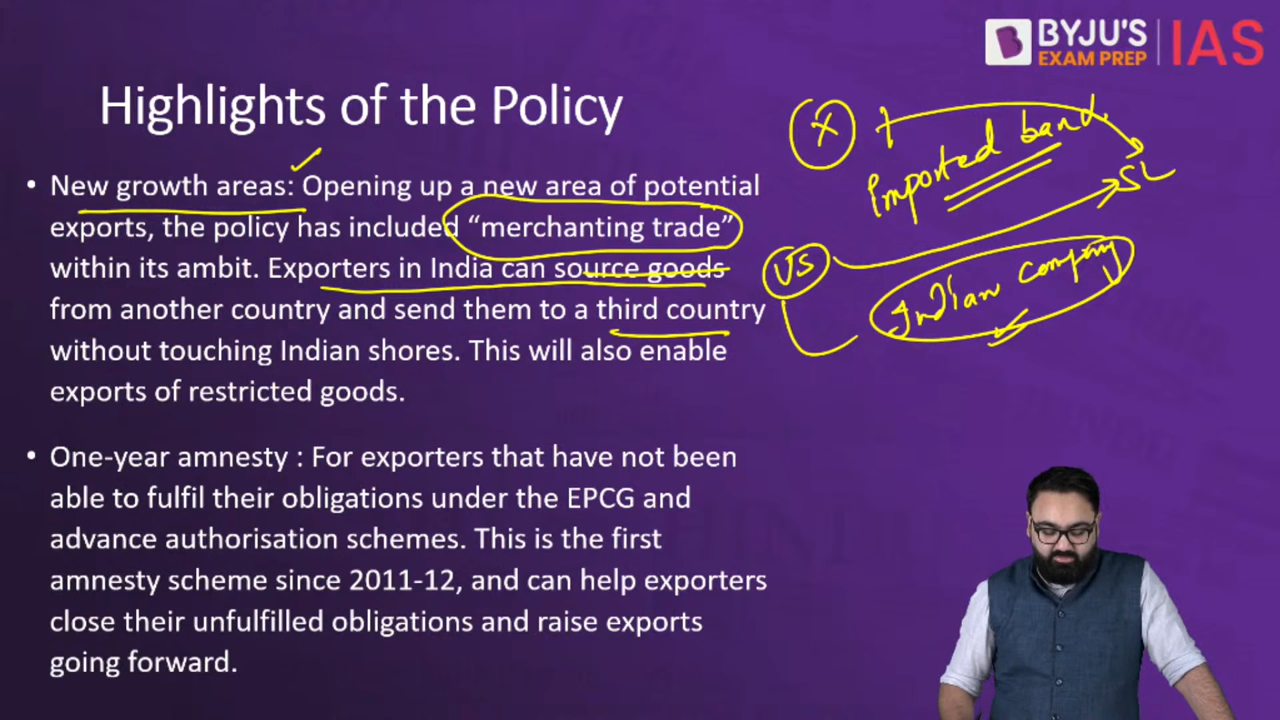 BYJU'S
EXAM PREP
IAS
Highlights of the Policy
• New growth areas: Opening up a new area of potential
exports, the policy has included “merchanting trade”
within its ambit. Exporters in India can source goods
from another country and send them to a third country
without touching Indian shores. This will also enable
exports of restricted goods.
• One-year amnesty : For exporters that have not been
able to fulfil their obligations under the EPCG and
advance authorisation schemes. This is the first
amnesty scheme since 2011-12, and can help exporters
close their unfulfilled obligations and raise exports
going forward.
X
Imported band
SL
US
Indian company